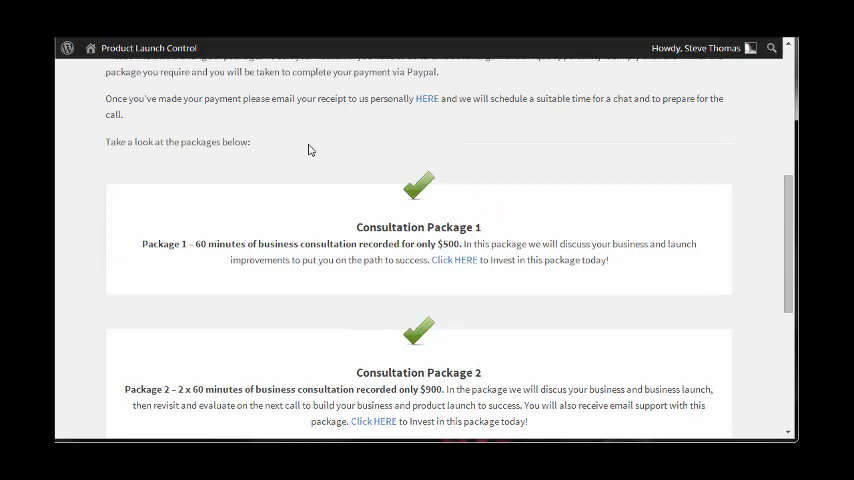 Product Launch Control
Howdy, Steve Thomas
package you require and you will be taken to complete your payment via Paypal.
Once you've made your payment please email your receipt to us personally HERE and we will schedule a suitable time for a chat and to prepare for the
call.
Take a look at the packages below:
Consultation Package 1
Package 1 – 60 minutes of business consultation recorded for only $500. In this package we will discuss your business and launch
improvements to put you on the path to success. Click HERE to Invest in this package today!
Consultation Package 2
Package 2 – 2 x 60 minutes of business consultation recorded only $900. In the package we will discus your business and business launch,
then revisit and evaluate on the next call to build your business and product launch to success. You will also receive email support with this
package. Click HERE to Invest in this package today!